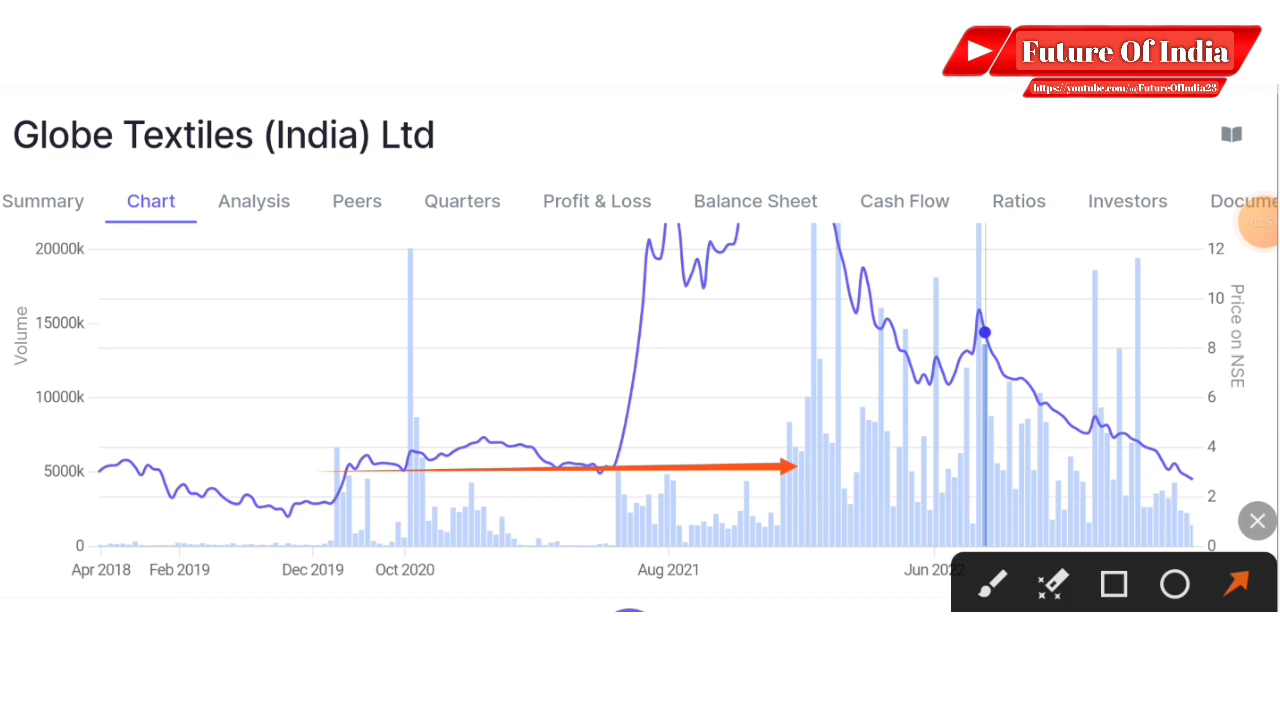 Future Of India
https://youtube.com/@FutureOfIndia23
Globe Textiles (India) Ltd
Summary Chart Analysis Peers Quarters Profit & Loss Balance Sheet Cash Flow Ratios Investors Docume
20000k 12
10
15000k
8
10000k 6
4
5000k
2
0 0
Volume
Price on NSE
Apr 2018 Feb 2019 Dec 2019 Oct 2020 Aug 2021 Jun 2022